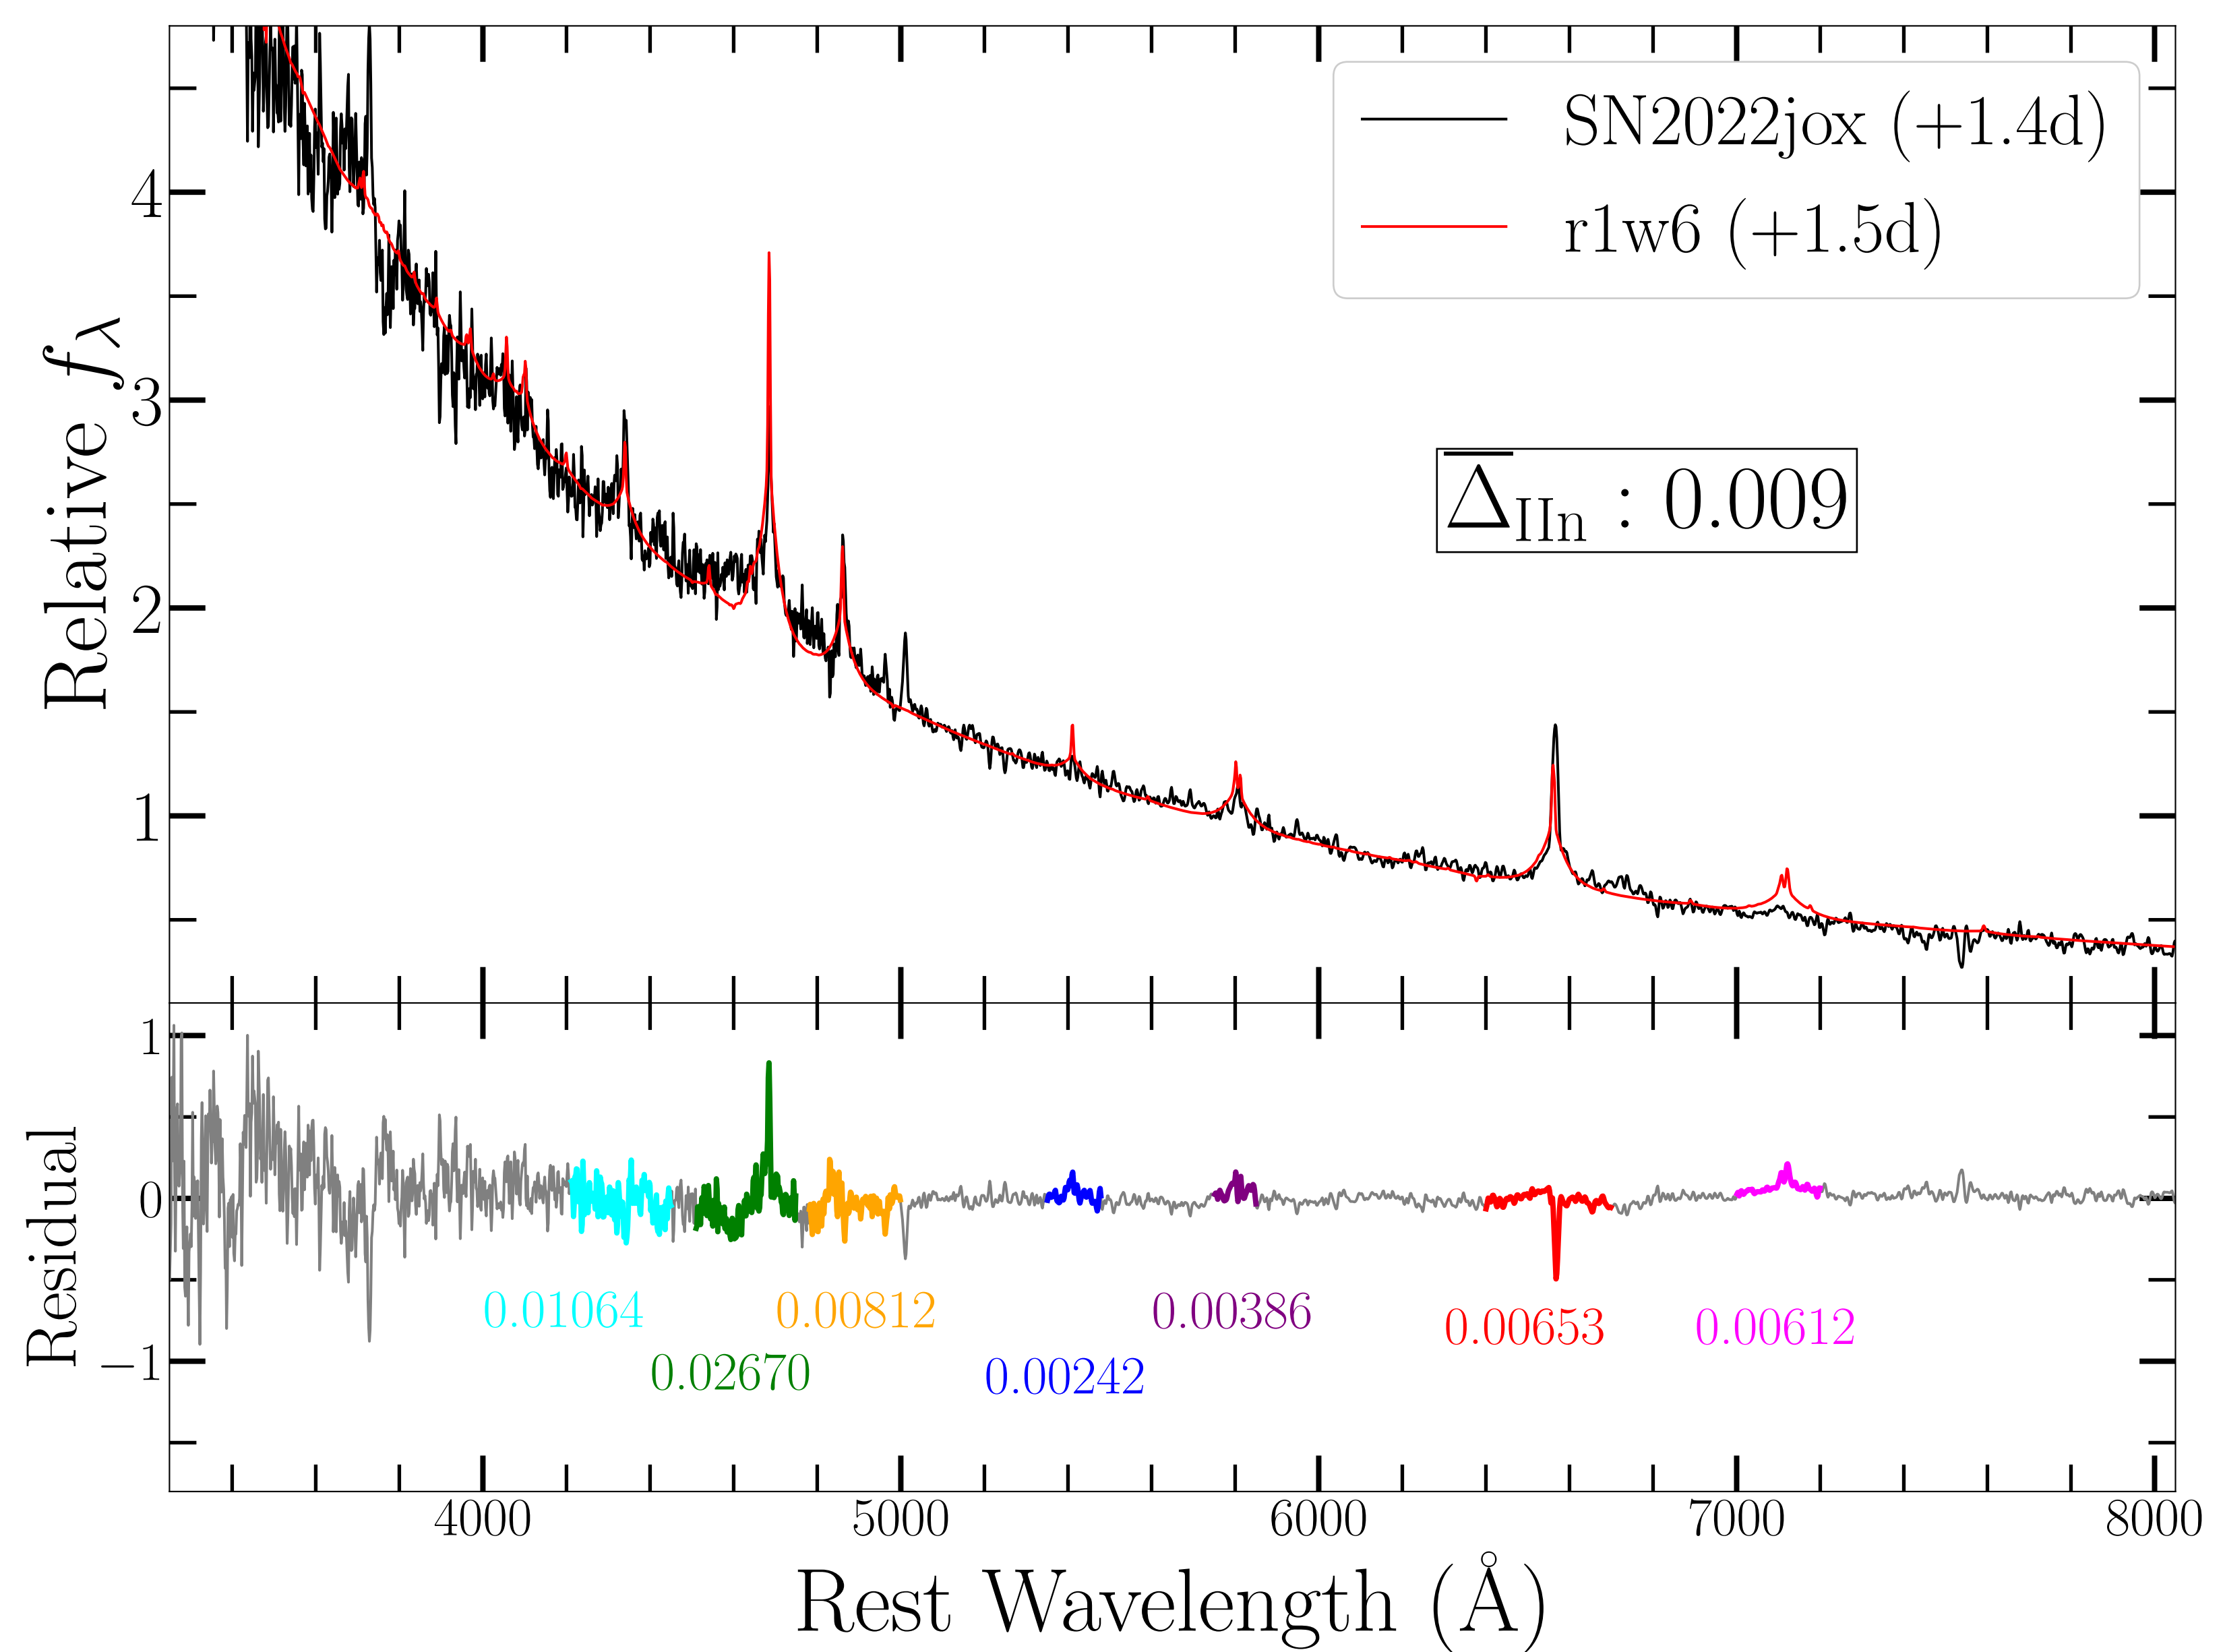 SN2022jox (+1.4d)
r1w6 (+1.5d)
4
3
2
1
Relative f_λ
Δ̅_IIn : 0.009
1
0
−1
Residual
0.01064
0.02670
0.00812
0.00242
0.00386
0.00653
0.00612
4000 5000 6000 7000 8000
Rest Wavelength (Å)